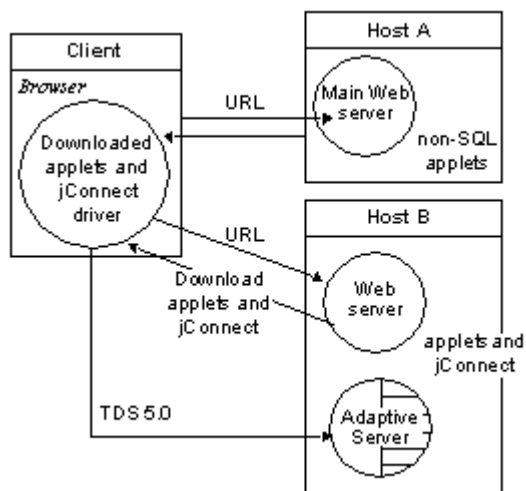 Client
Browser
Downloaded
applets and
jConnect
driver
URL
Host A
Main Web
server
non-SQL
applets
URL
Download
applets and
jConnect
Host B
Web
server
applets and
jConnect
TDS 5.0
Adaptive
Server